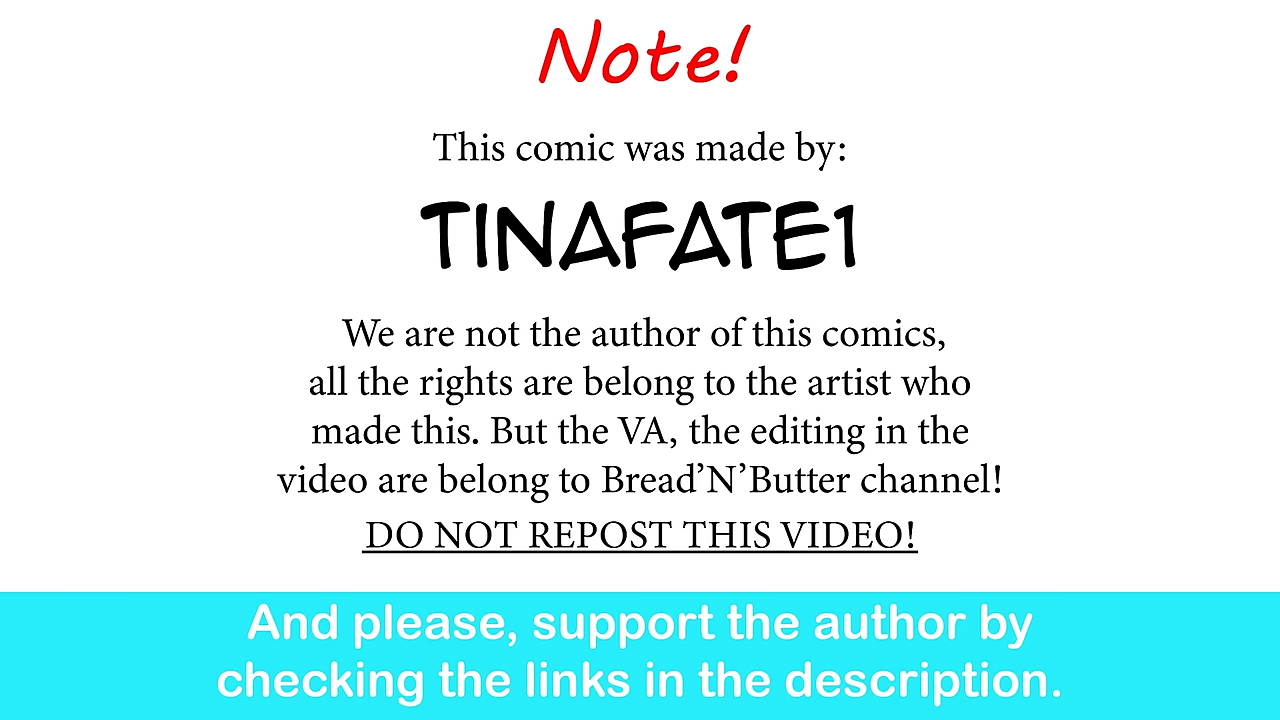 Note!
This comic was made by:
TINAFATE1
We are not the author of this comics,
all the rights are belong to the artist who
made this. But the VA, the editing in the
video are belong to Bread’N’Butter channel!
DO NOT REPOST THIS VIDEO!
And please, support the author by
checking the links in the description.